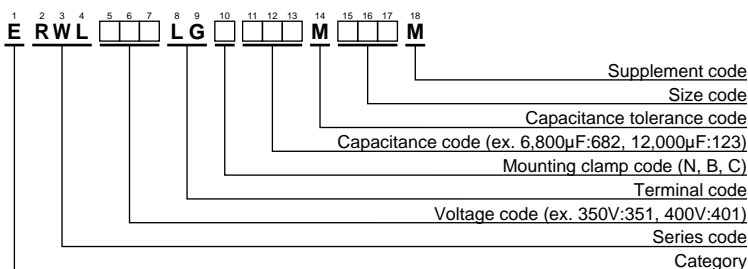 1 2 3 4 5 6 7 8 9 10 11 12 13 14 15 16 17 18
E RWL □□□ LG □ □□□ M □□□ M
Supplement code
Size code
Capacitance tolerance code
Capacitance code (ex. 6,800µF:682, 12,000µF:123)
Mounting clamp code (N, B, C)
Terminal code
Voltage code (ex. 350V:351, 400V:401)
Series code
Category